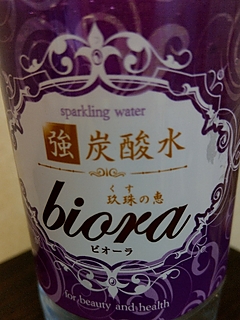 sparkling water
強炭酸水
くす
玖珠の恵
biora
ビオーラ
for beauty and health